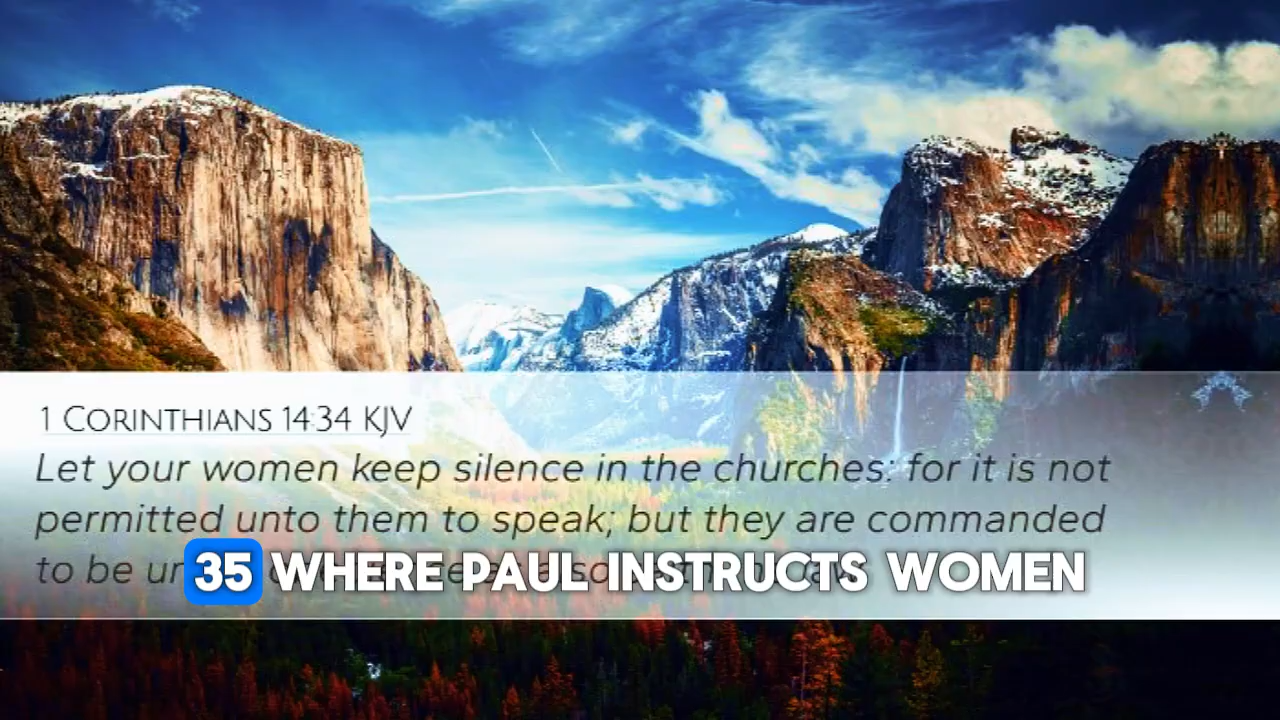 1 Corinthians 14:34 KJV
Let your women keep silence in the churches: for it is not
permitted unto them to speak; but they are commanded
to be
35 WHERE PAUL INSTRUCTS WOMEN